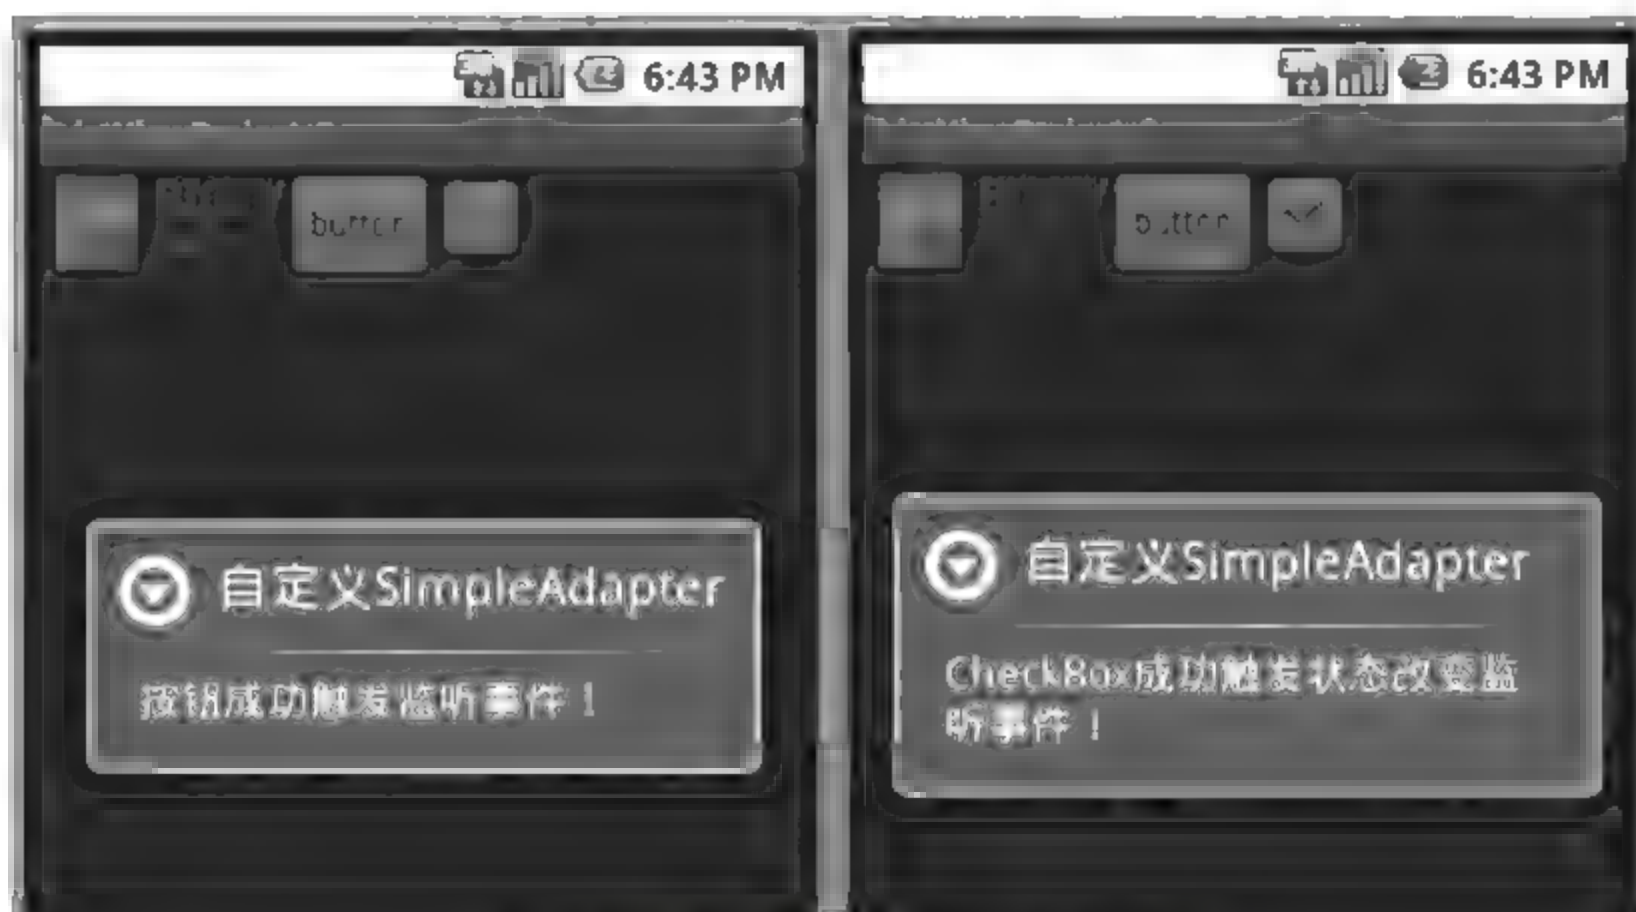 6:43 PM
button
自定义SimpleAdapter
按钮成功触发监听事件！
6:43 PM
button
自定义SimpleAdapter
CheckBox成功触发状态改变监
听事件！